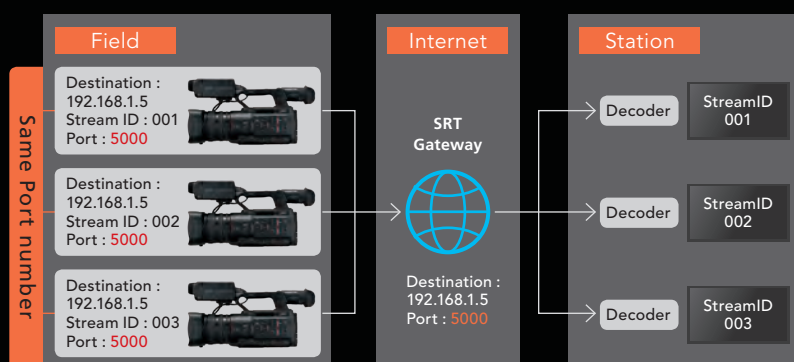 Field
Internet
Station
Same Port number
Destination :
192.168.1.5
Stream ID : 001
Port : 5000
Destination :
192.168.1.5
Stream ID : 002
Port : 5000
Destination :
192.168.1.5
Stream ID : 003
Port : 5000
SRT
Gateway
Destination :
192.168.1.5
Port : 5000
Decoder
StreamID
001
Decoder
StreamID
002
Decoder
StreamID
003